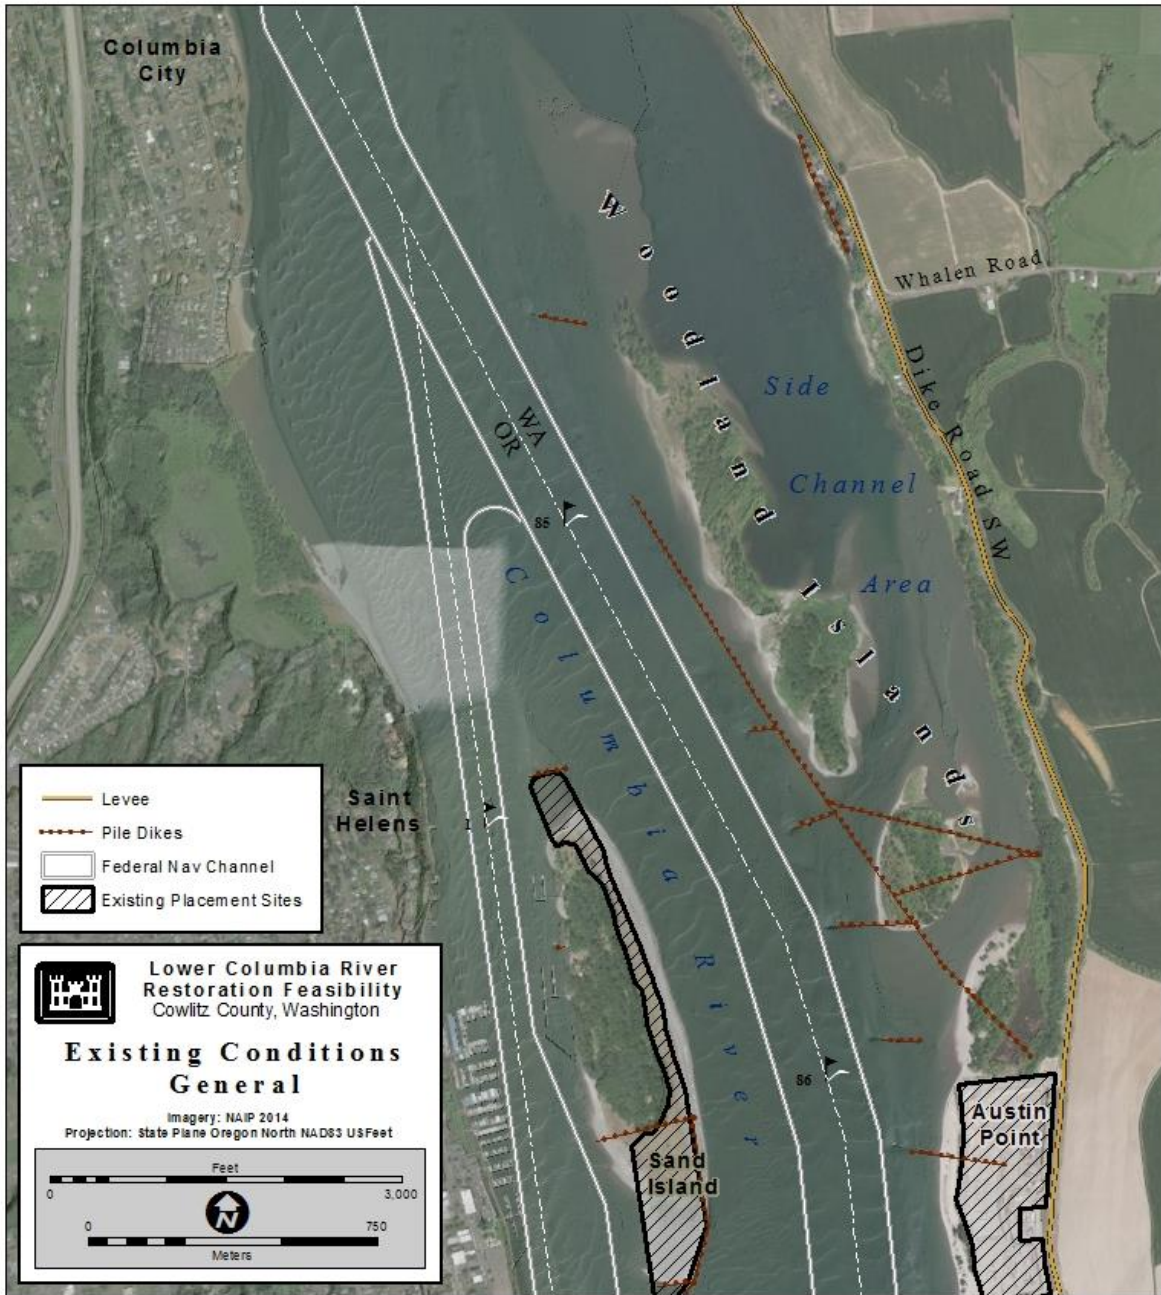 Columbia
City
Woodland Islands
Whalen Road
Dike Road SW
Side
Channel
Area
WA
OR
85
Columbia River
Saint
Helens
1
86
Austin
Point
Sand
Island
Levee
Pile Dikes
Federal Nav Channel
Existing Placement Sites
Lower Columbia River
Restoration Feasibility
Cowlitz County, Washington
Existing Conditions
General
Imagery: NAIP 2014
Projection: State Plane Oregon North NAD83 USFeet
Feet
0 3,000
N
0 750
Meters